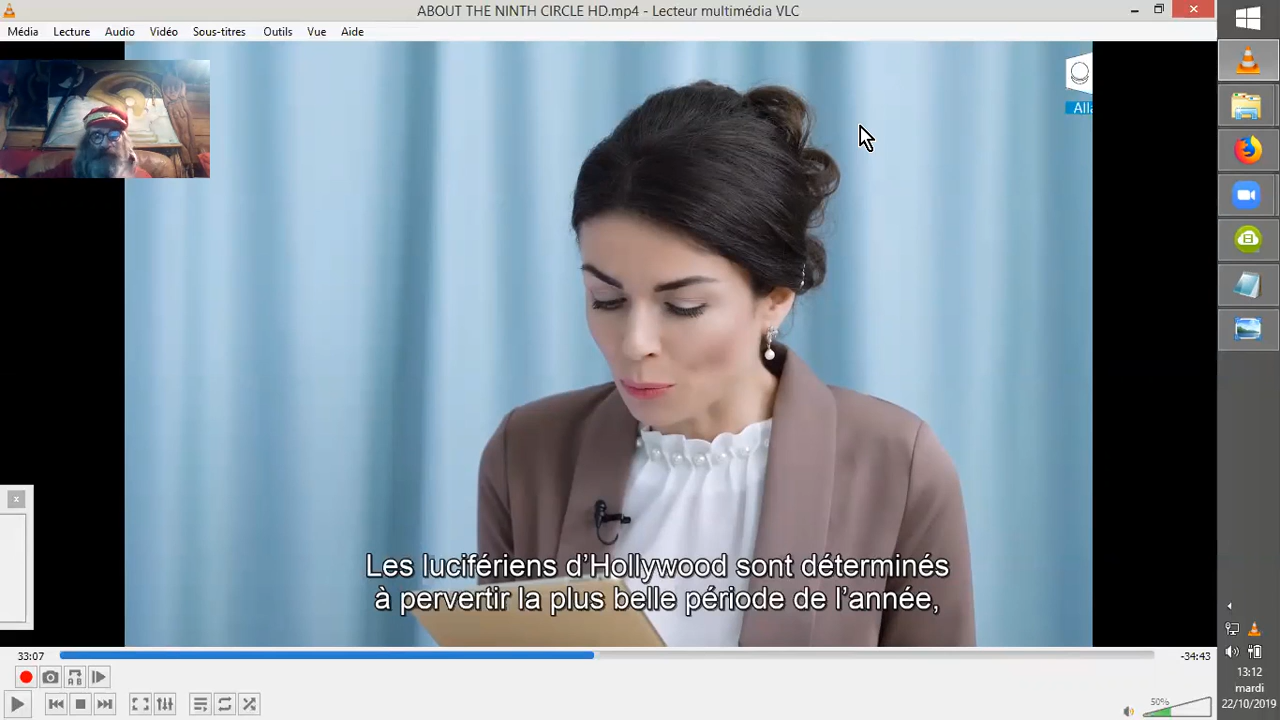 ABOUT THE NINTH CIRCLE HD.mp4 - Lecteur multimédia VLC
Média Lecture Audio Vidéo Sous-titres Outils Vue Aide
Les lucifériens d'Hollywood sont déterminés
à pervertir la plus belle période de l'année,
33:07
-34:43
50%
13:12
mardi
22/10/2019